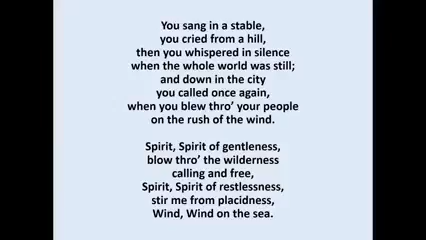 You sang in a stable,
you cried from a hill,
then you whispered in silence
when the whole world was still;
and down in the city
you called once again,
when you blew thro' your people
on the rush of the wind.
Spirit, Spirit of gentleness,
blow thro' the wilderness
calling and free,
Spirit, Spirit of restlessness,
stir me from placidness,
Wind, Wind on the sea.